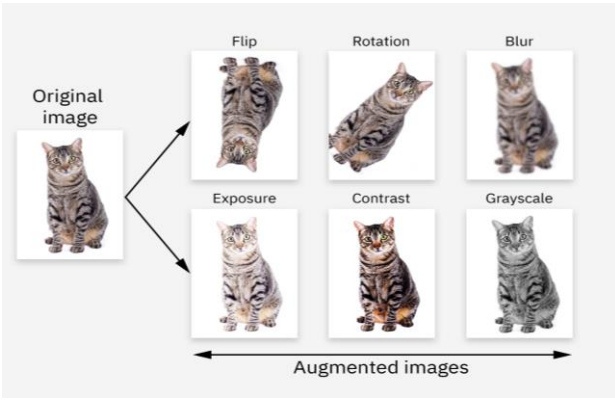 Original
image
Flip
Rotation
Blur
Exposure
Contrast
Grayscale
Augmented images